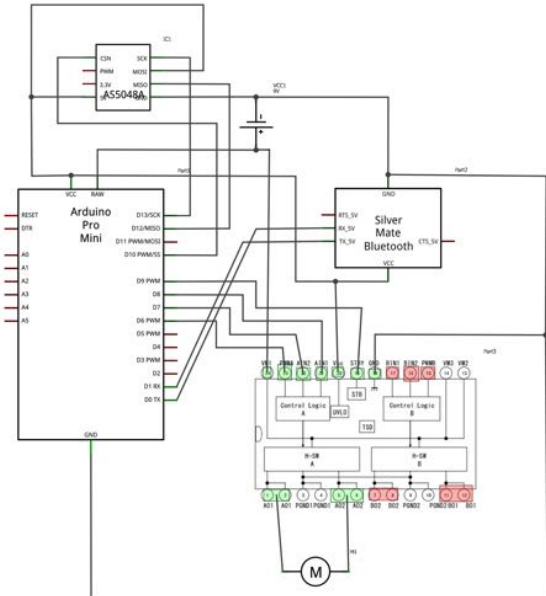 IC1
CSN SCK
PWM MOSI
3.3V MISO
5V GND
AS5048A
VCC1
9V
Part1
Part2
VCC RAW
GND
Arduino
Pro
Mini
RESET
DTR
A0
A1
A2
A3
A4
A5
D13/SCK
D12/MISO
D11 PWM/MOSI
D10 PWM/SS
D9 PWM
D8
D7
D6 PWM
D5 PWM
D4
D3 PWM
D2
D1 RX
D0 TX
GND
RTS_5V
RX_5V
TX_5V
Silver
Mate
Bluetooth
CTS_5V
VCC
Part3
VM1 PWMA AIN2 AIN1 Vcc STBY GND BIN1 BIN2 PWMB VM3 VM2
STB
Control Logic
A
UVLO
Control Logic
B
TSD
H-SW
A
H-SW
B
AO1 AO1 PGND1 PGND1 AO2 AO2 BO2 BO2 PGND2 PGND2 BO1 BO1
M1
M